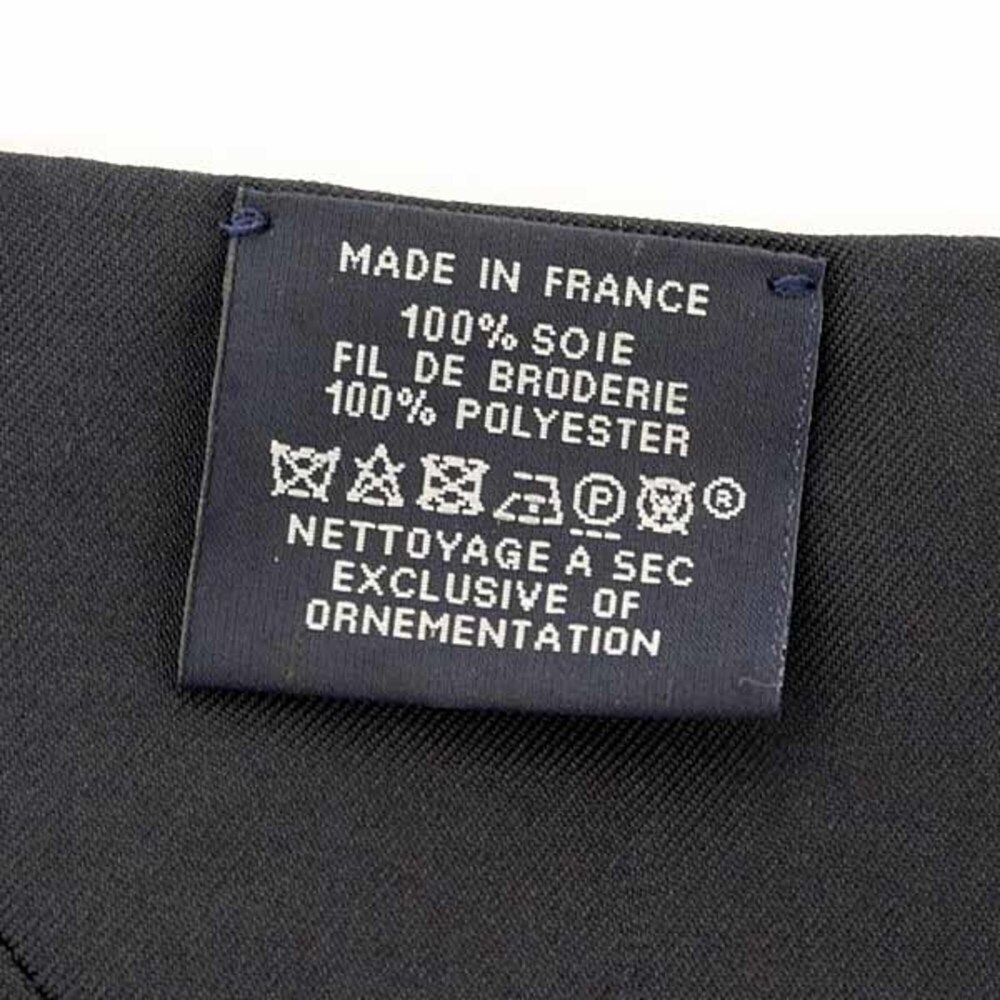 MADE IN FRANCE
100% SOIE
FIL DE BRODERIE
100% POLYESTER
P W ®
NETTOYAGE A SEC
EXCLUSIVE OF
ORNEMENTATION